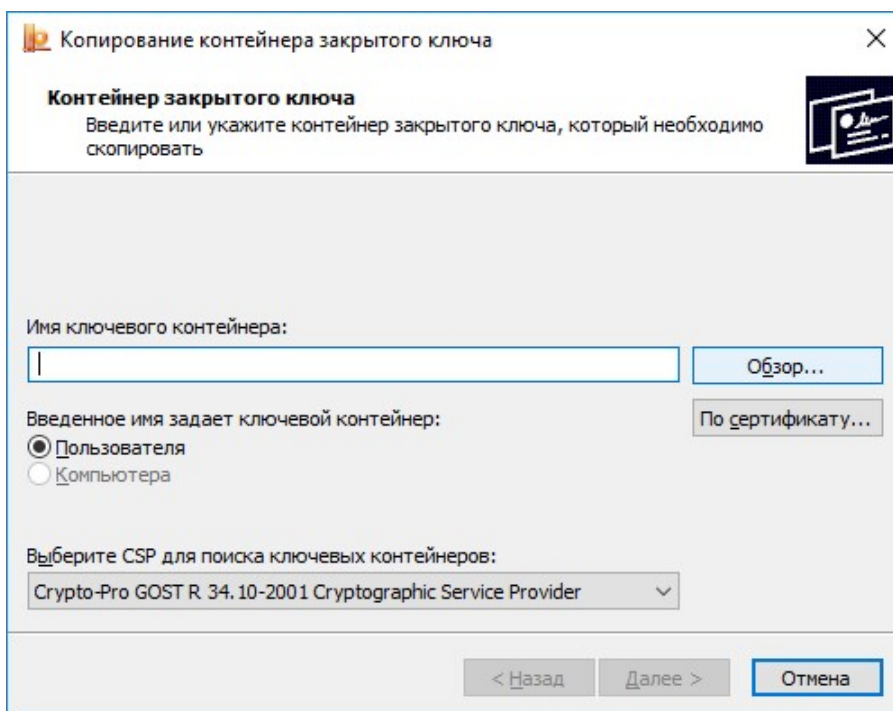 Копирование контейнера закрытого ключа
Контейнер закрытого ключа
Введите или укажите контейнер закрытого ключа, который необходимо
скопировать
Имя ключевого контейнера:
Обзор...
Введенное имя задает ключевой контейнер:
По сертификату...
Пользователя
Компьютера
Выберите CSP для поиска ключевых контейнеров:
Crypto-Pro GOST R 34.10-2001 Cryptographic Service Provider
< Назад
Далее >
Отмена